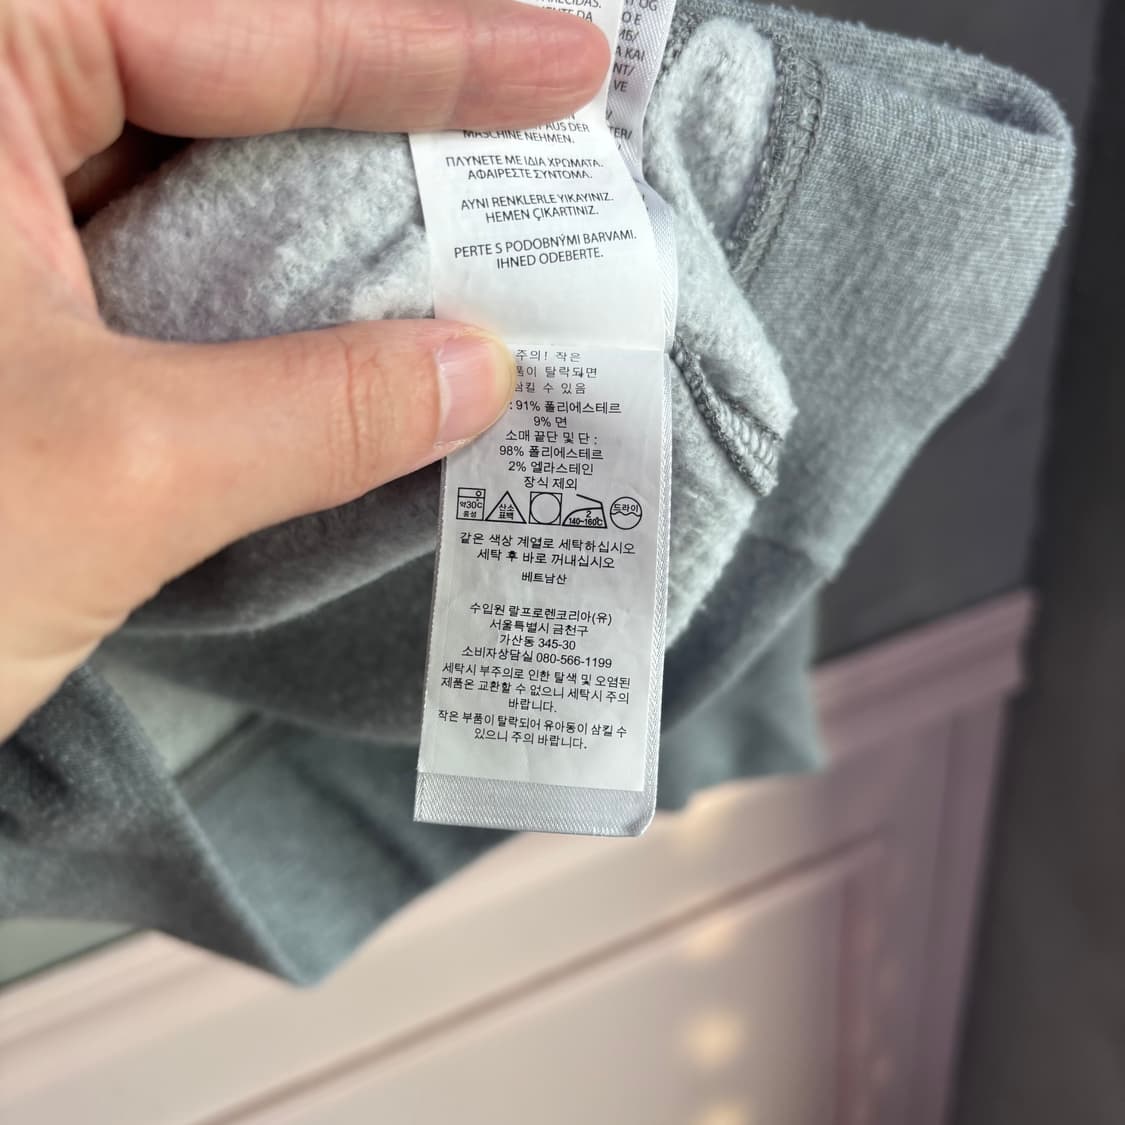 ENTE DA
AUS DER
MASCHINE NEHMEN.
ΠΛΥΝΕΤΕ ΜΕ ΙΔΙΑ ΧΡΩΜΑΤΑ.
ΑΦΑΙΡΕΣΤΕ ΣΥΝΤΟΜΑ.
AYNI RENKLERLE YIKAYINIZ.
HEMEN ÇIKARTINIZ.
PERTE S PODOBNÝMI BARVAMI.
IHNED ODEBERTE.
주의! 작은
품이 탈락되면
삼킬 수 있음
: 91% 폴리에스테르
9% 면
소매 끝단 및 단 :
98% 폴리에스테르
2% 엘라스테인
장식 제외
약30℃ 중성 산소 표백 2 140~160℃ 드라이
같은 색상 계열로 세탁하십시오
세탁 후 바로 꺼내십시오
베트남산
수입원 랄프로렌코리아(유)
서울특별시 금천구
가산동 345-30
소비자상담실 080-566-1199
세탁시 부주의로 인한 탈색 및 오염된
제품은 교환할 수 없으니 세탁시 주의
바랍니다.
작은 부품이 탈락되어 유아동이 삼킬 수
있으니 주의 바랍니다.